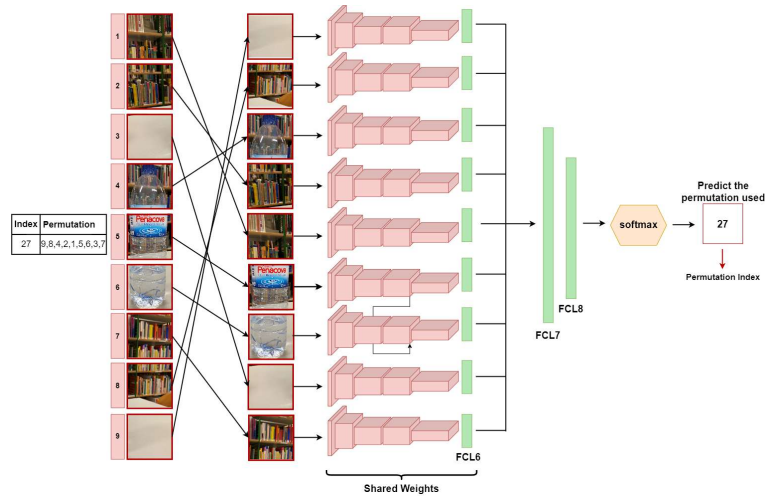 Index Permutation
27 9,8,4,2,1,5,6,3,7
1
2
3
4
5
6
7
8
9
Penacova
Penacova
FCL6
Shared Weights
FCL7
FCL8
softmax
Predict the
permutation used
27
Permutation Index